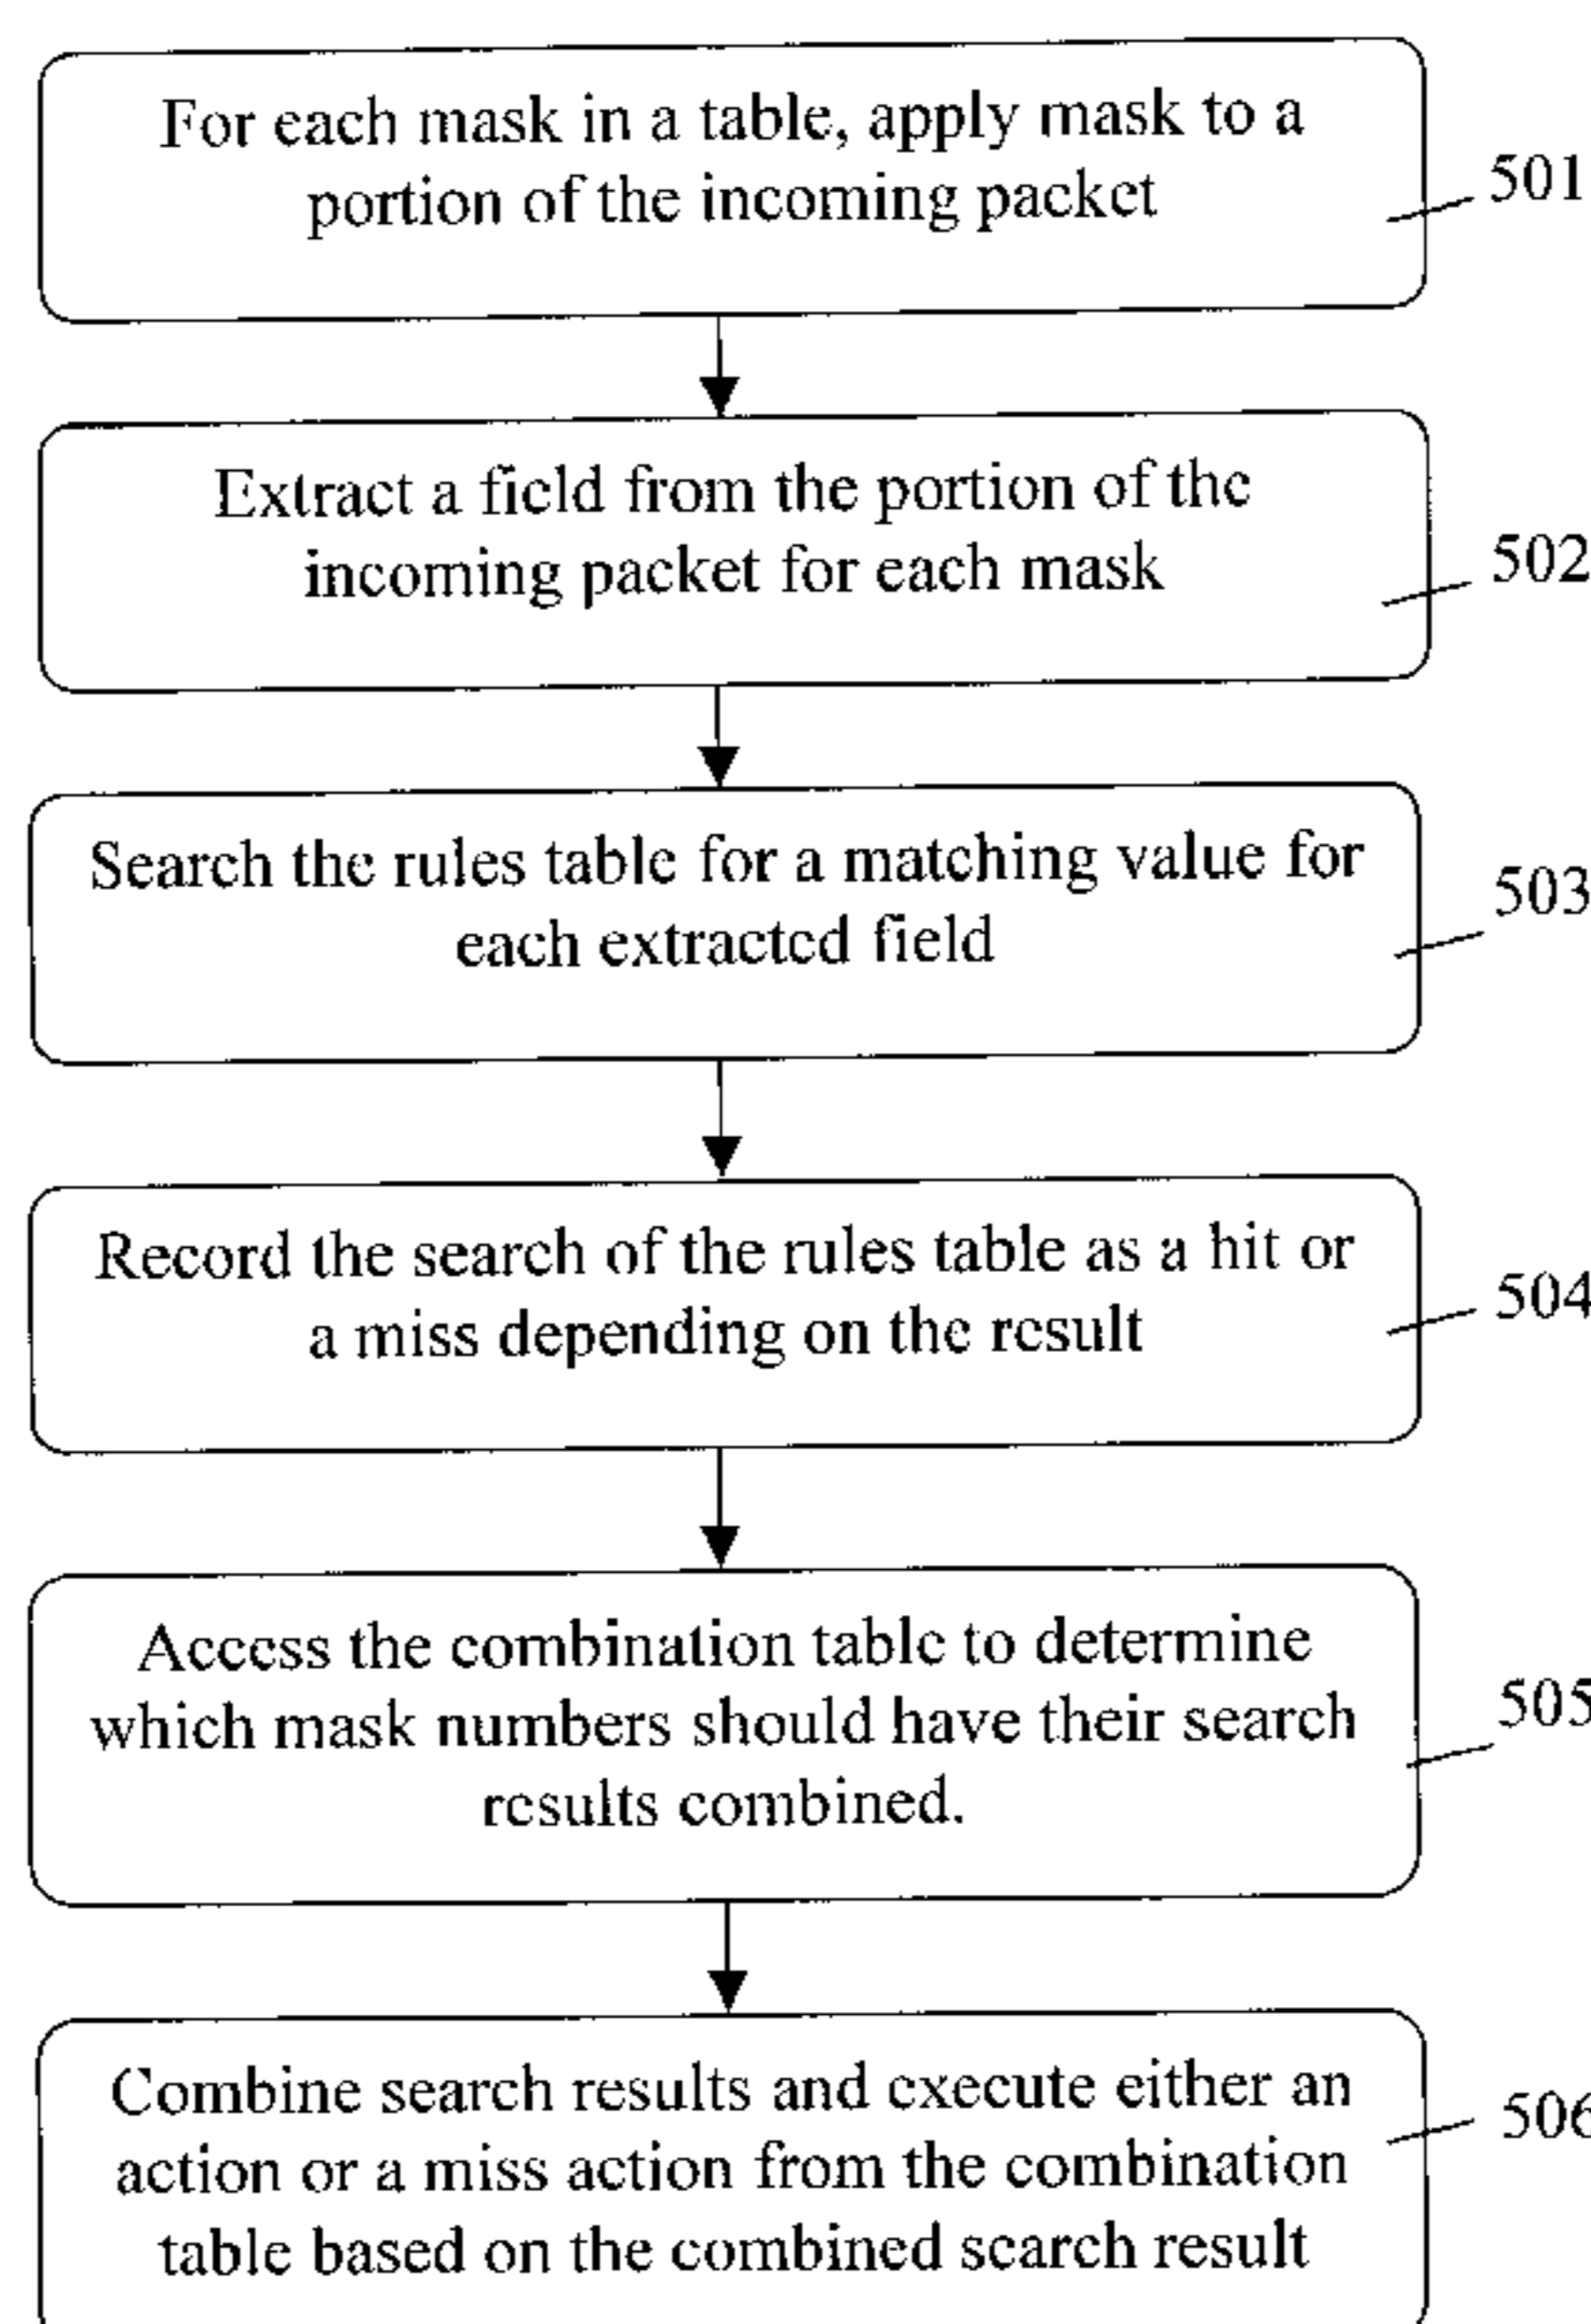 For each mask in a table, apply mask to a
portion of the incoming packet
501
Extract a field from the portion of the
incoming packet for each mask
502
Search the rules table for a matching value for
each extracted field
503
Record the search of the rules table as a hit or
a miss depending on the result
504
Access the combination table to determine
which mask numbers should have their search
results combined.
505
Combine search results and execute either an
action or a miss action from the combination
table based on the combined search result
506